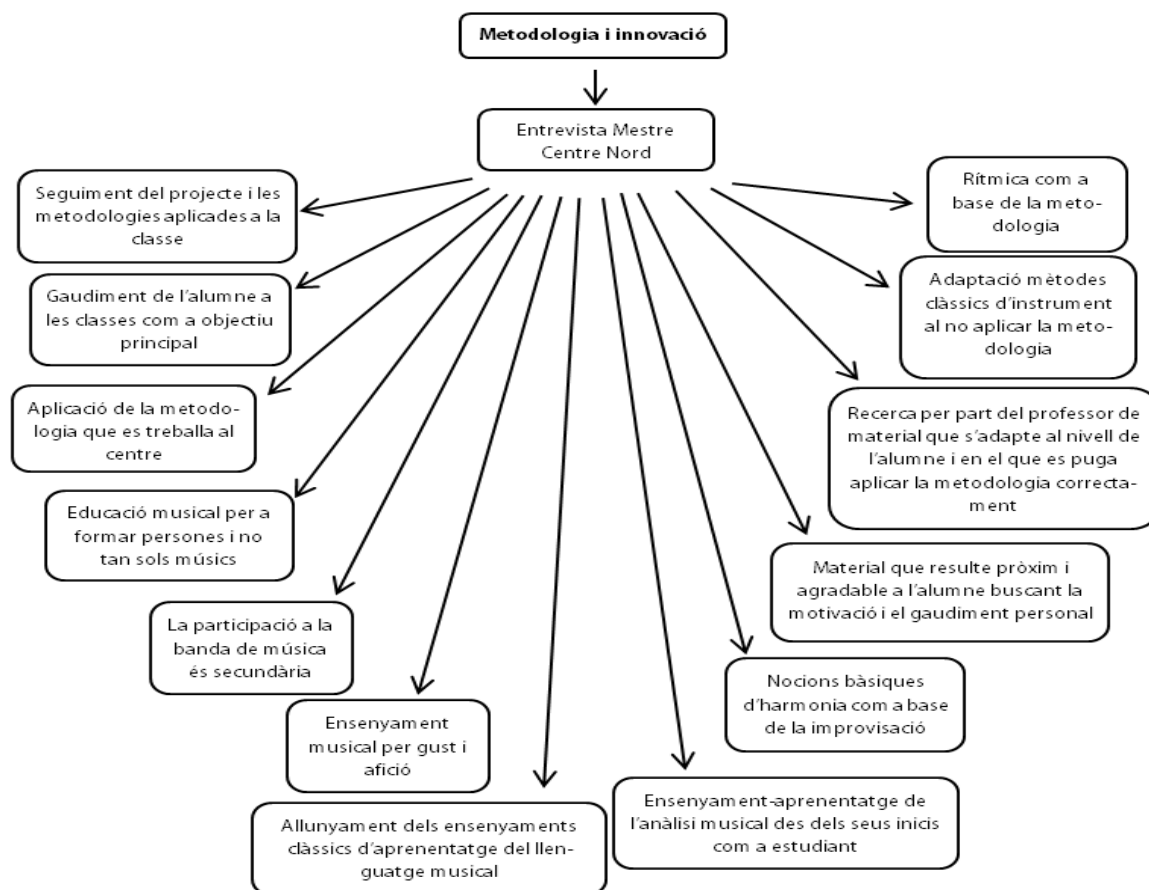 Metodologia i innovació
Entrevista Mestre
Centre Nord
Seguiment del projecte i les
metodologies aplicades a la
classe
Gaudiment de l'alumne a
les classes com a objectiu
principal
Aplicació de la metodo-
logia que es treballa al
centre
Educació musical per a
formar persones i no
tan sols músics
La participació a la
banda de música
és secundària
Ensenyament
musical per gust i
afició
Allunyament dels ensenyaments
clàssics d'aprenentatge del llen-
guatge musical
Ensenyament-aprenentatge de
l'anàlisi musical des dels seus inicis
com a estudiant
Nocions bàsiques
d'harmonia com a base
de la improvisació
Material que resulte pròxim i
agradable a l'alumne buscant la
motivació i el gaudiment personal
Recerca per part del professor de
material que s'adapte al nivell de
l'alumne i en el que es puga
aplicar la metodologia correcta-
ment
Adaptació mètodes
clàssics d'instrument
al no aplicar la meto-
dologia
Rítmica com a
base de la meto-
dologia